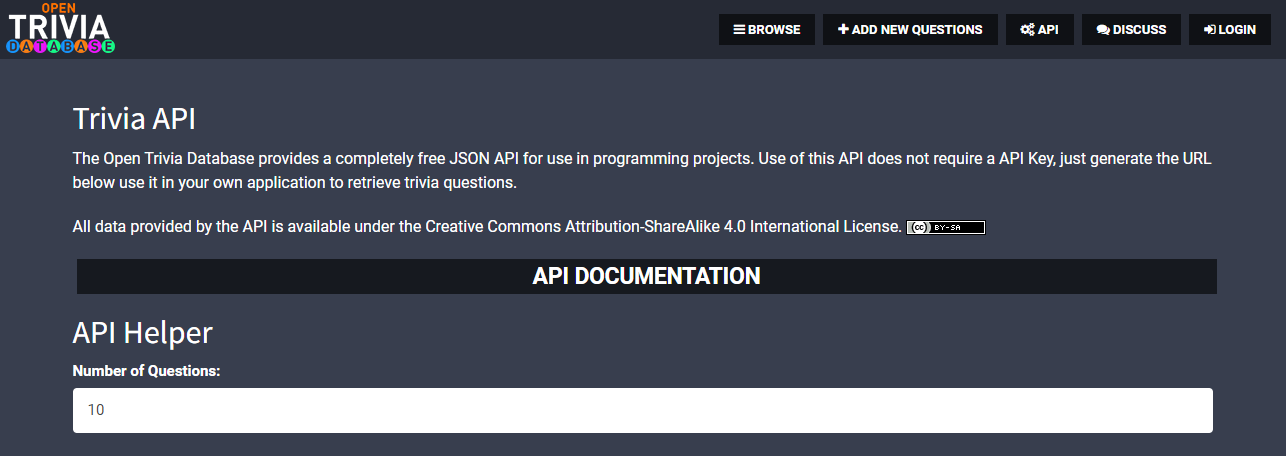 OPEN
TRIVIA
DATABASE
BROWSE
ADD NEW QUESTIONS
API
DISCUSS
LOGIN
Trivia API
The Open Trivia Database provides a completely free JSON API for use in programming projects. Use of this API does not require a API Key, just generate the URL
below use it in your own application to retrieve trivia questions.
All data provided by the API is available under the Creative Commons Attribution-ShareAlike 4.0 International License. cc BY-SA
API DOCUMENTATION
API Helper
Number of Questions:
10